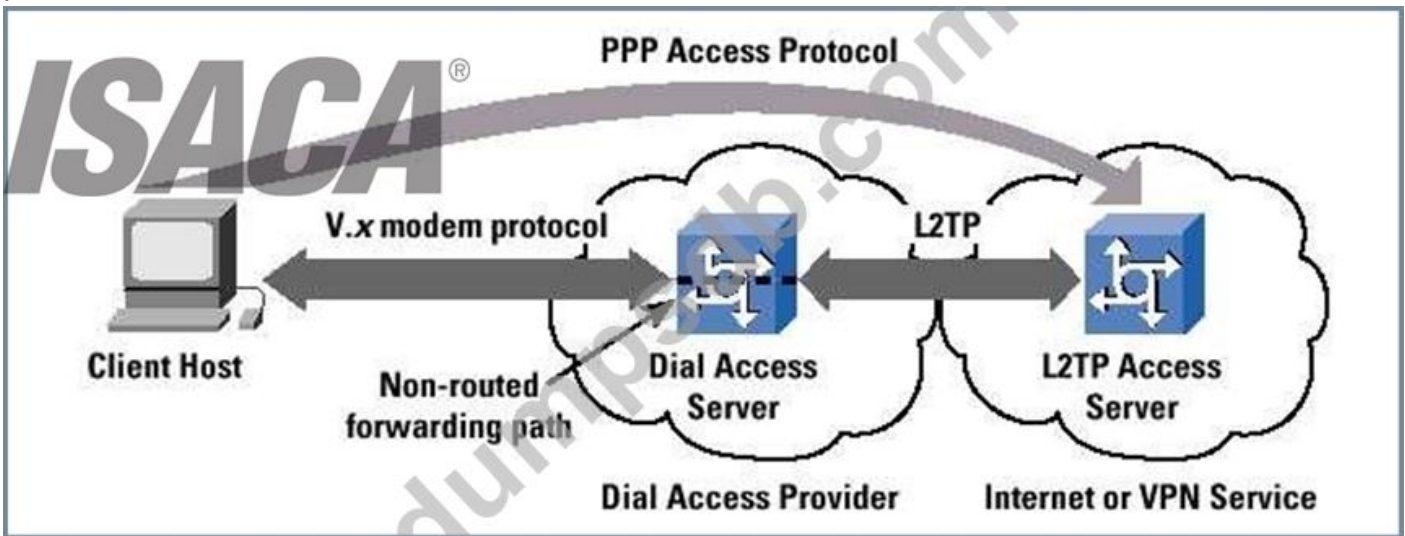 PPP Access Protocol
ISACA®
V.x modem protocol
L2TP
Client Host
Non-routed
forwarding path
Dial Access
Server
L2TP Access
Server
Dial Access Provider
Internet or VPN Service